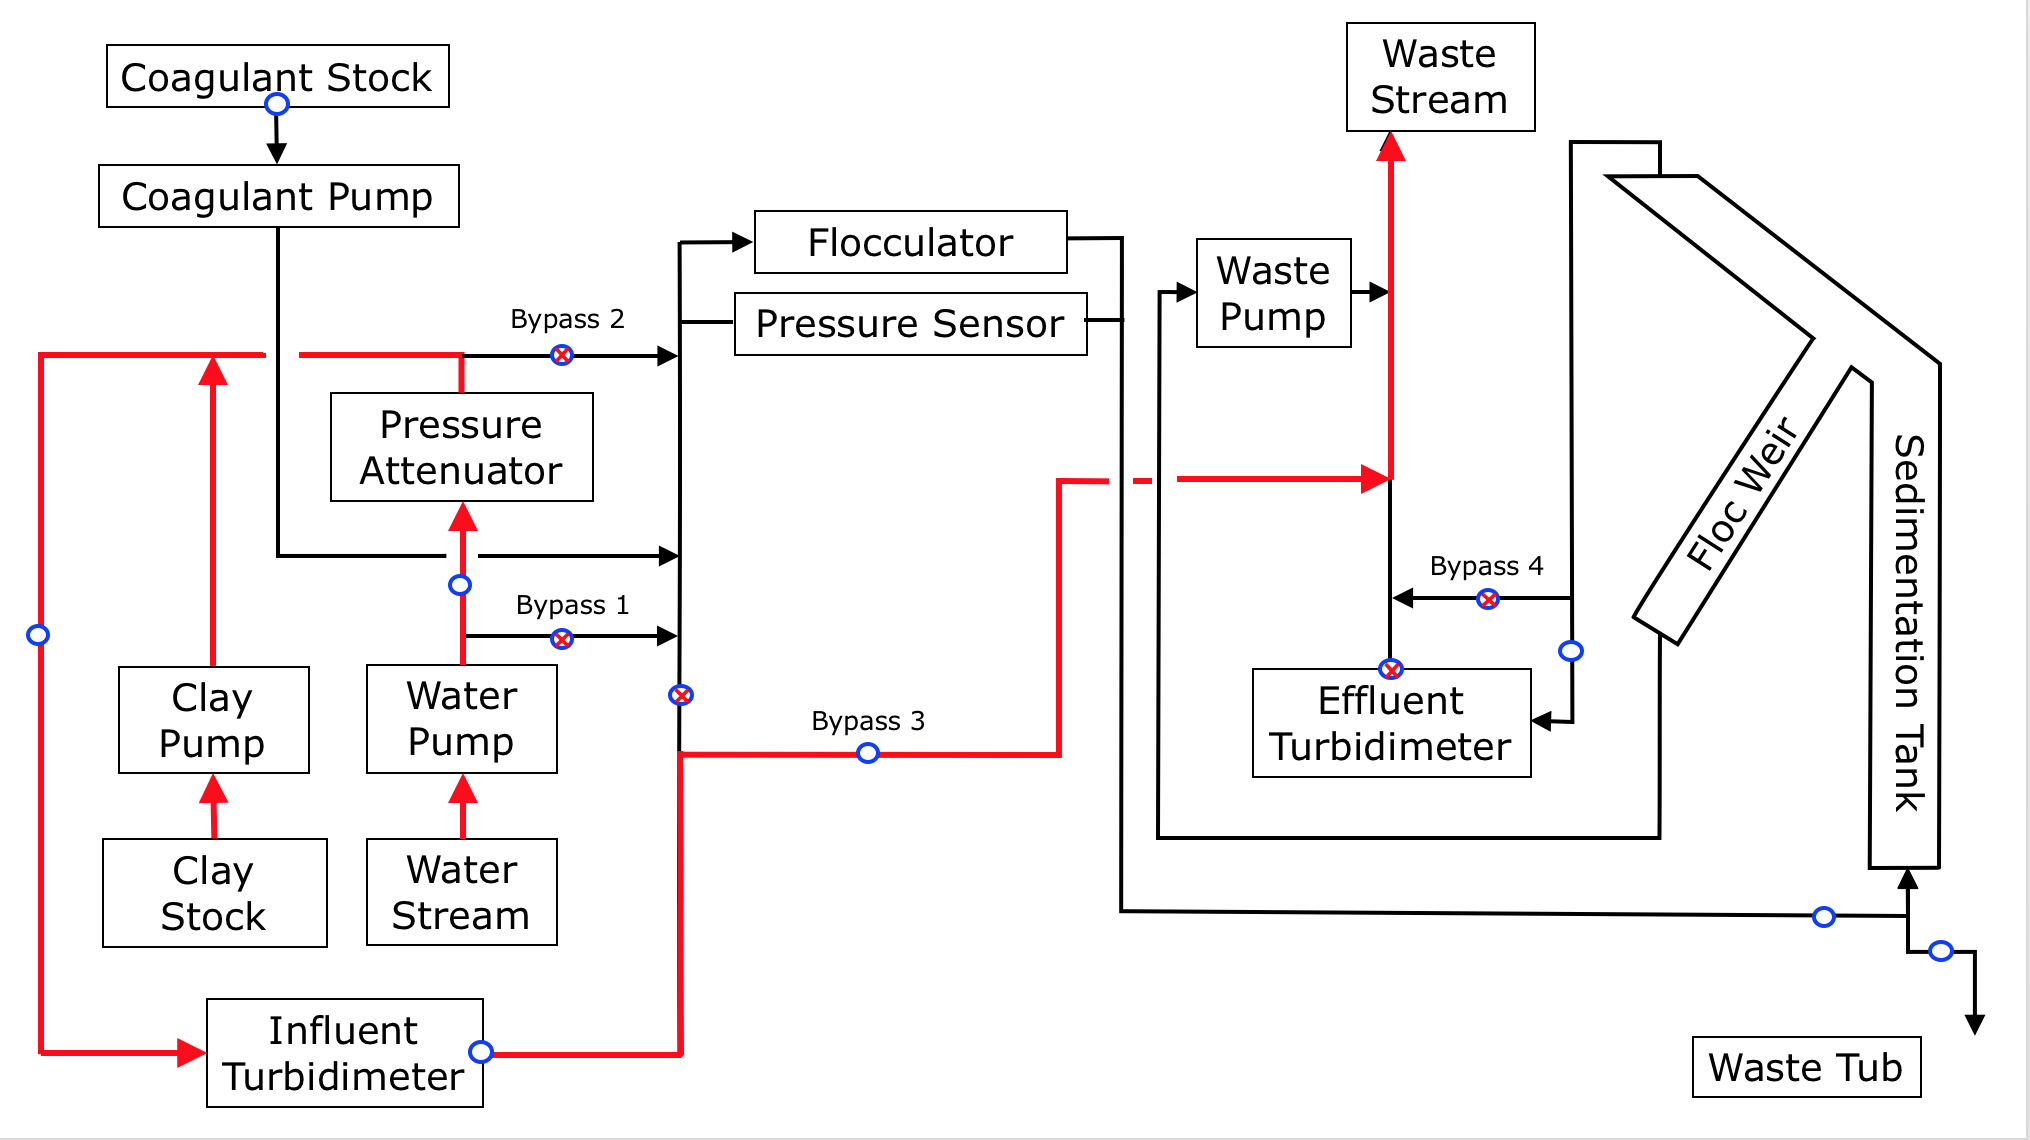 Coagulant Stock
Coagulant Pump
Bypass 2
Pressure
Attenuator
Bypass 1
Clay
Pump
Water
Pump
Clay
Stock
Water
Stream
Influent
Turbidimeter
Flocculator
Pressure Sensor
Bypass 3
Waste
Stream
Waste
Pump
Bypass 4
Effluent
Turbidimeter
Floc Weir
Sedimentation Tank
Waste Tub